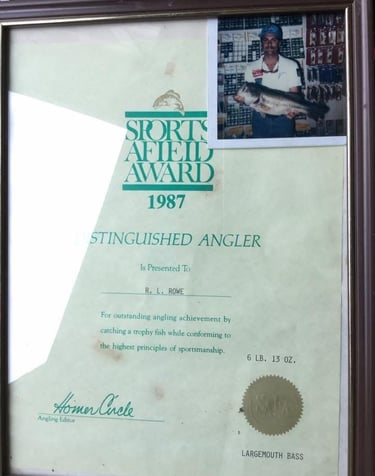 SPORTS
AFIELD
AWARD
1987
DISTINGUISHED ANGLER
Is Presented To
R. L. ROWE
For outstanding angling achievement by
catching a trophy fish while conforming to
the highest principles of sportsmanship.
6 LB. 13 OZ.
Homer Circle
Angling Editor
LARGEMOUTH BASS